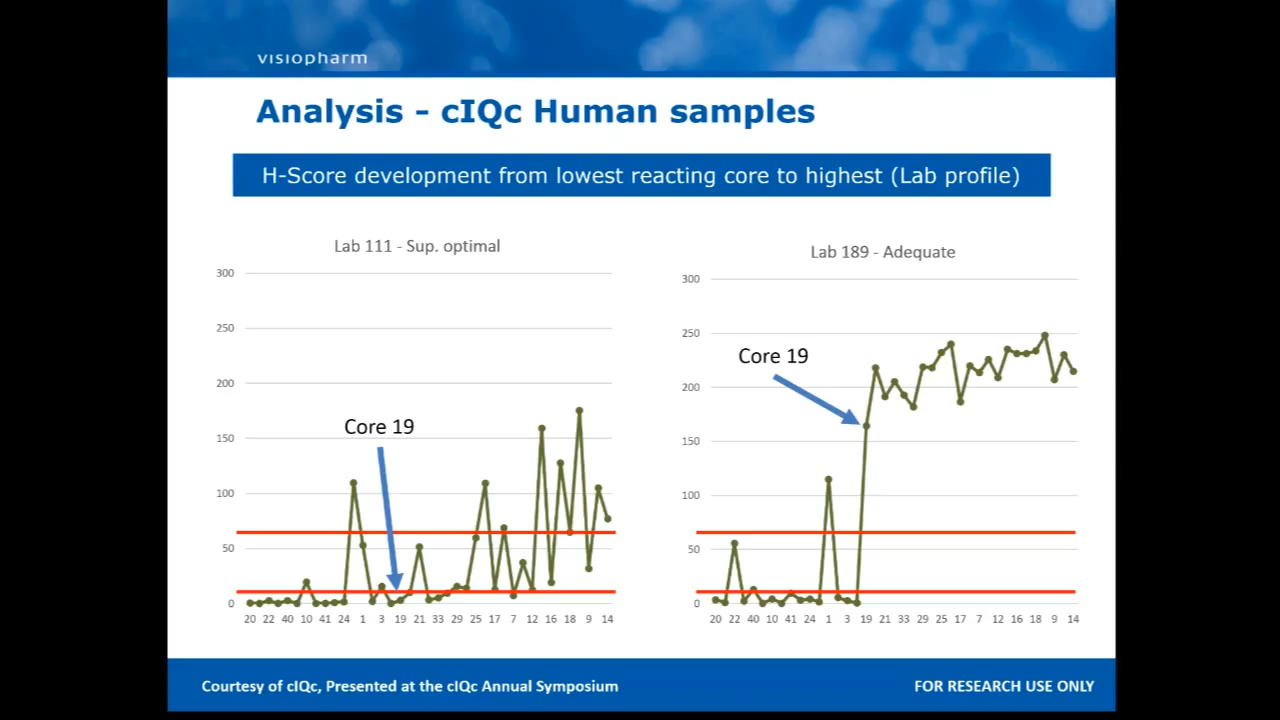 visiopharm
Analysis - cIQc Human samples
H-Score development from lowest reacting core to highest (Lab profile)
Lab 111 - Sup. optimal
300
250
200
150
100
50
0
Core 19
20 22 40 10 41 24 1 3 19 21 33 29 25 17 7 12 16 18 9 14
Lab 189 - Adequate
300
250
200
150
100
50
0
Core 19
20 22 40 10 41 24 1 3 19 21 33 29 25 17 7 12 16 18 9 14
Courtesy of cIQc, Presented at the cIQc Annual Symposium
FOR RESEARCH USE ONLY